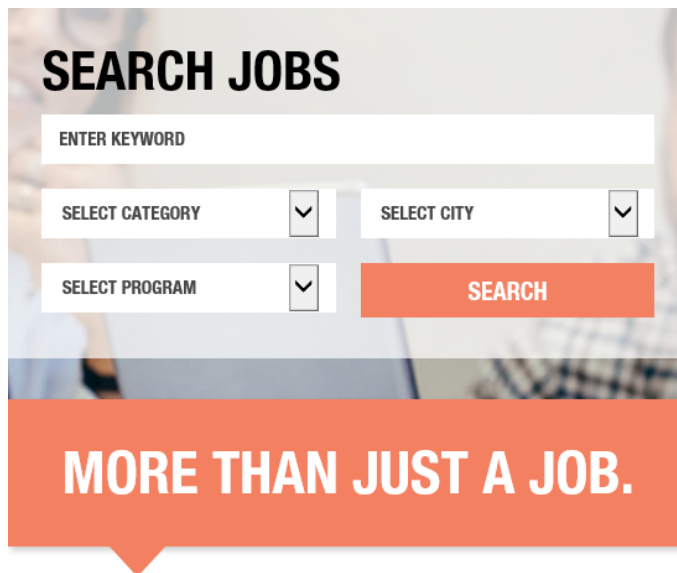 SEARCH JOBS
ENTER KEYWORD
SELECT CATEGORY
SELECT CITY
SELECT PROGRAM
SEARCH
MORE THAN JUST A JOB.